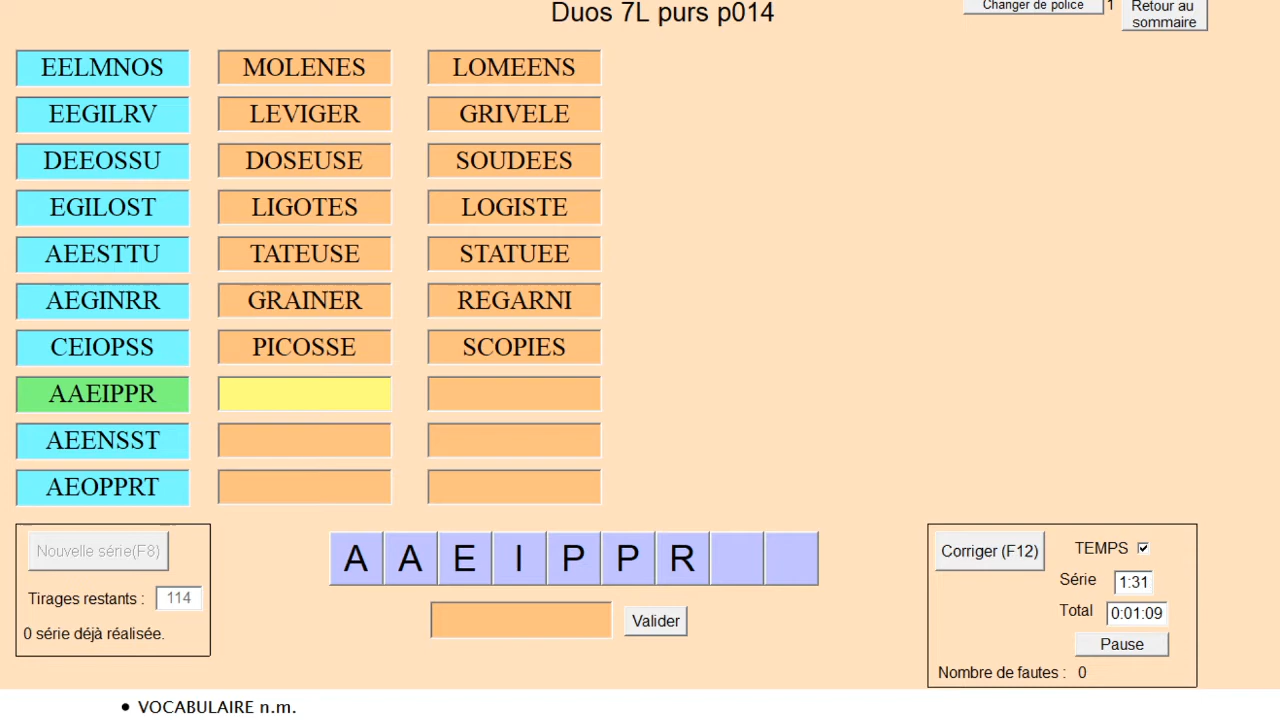 Duos 7L purs p014
Changer de police 1 Retour au
sommaire
EELMNOS MOLENES LOMEENS
EEGILRV LEVIGER GRIVELE
DEEOSSU DOSEUSE SOUDEES
EGILOST LIGOTES LOGISTE
AEESTTU TATEUSE STATUEE
AEGINRR GRAINER REGARNI
CEIOPSS PICOSSE SCOPIES
AAEIPPR
AEENSST
AEOPPRT
Nouvelle série(F8)
Tirages restants : 114
0 série déjà réalisée.
A A E I P P R
Valider
Corriger (F12) TEMPS
Série 1:31
Total 0:01:09
Pause
Nombre de fautes : 0
• VOCABULAIRE n.m.